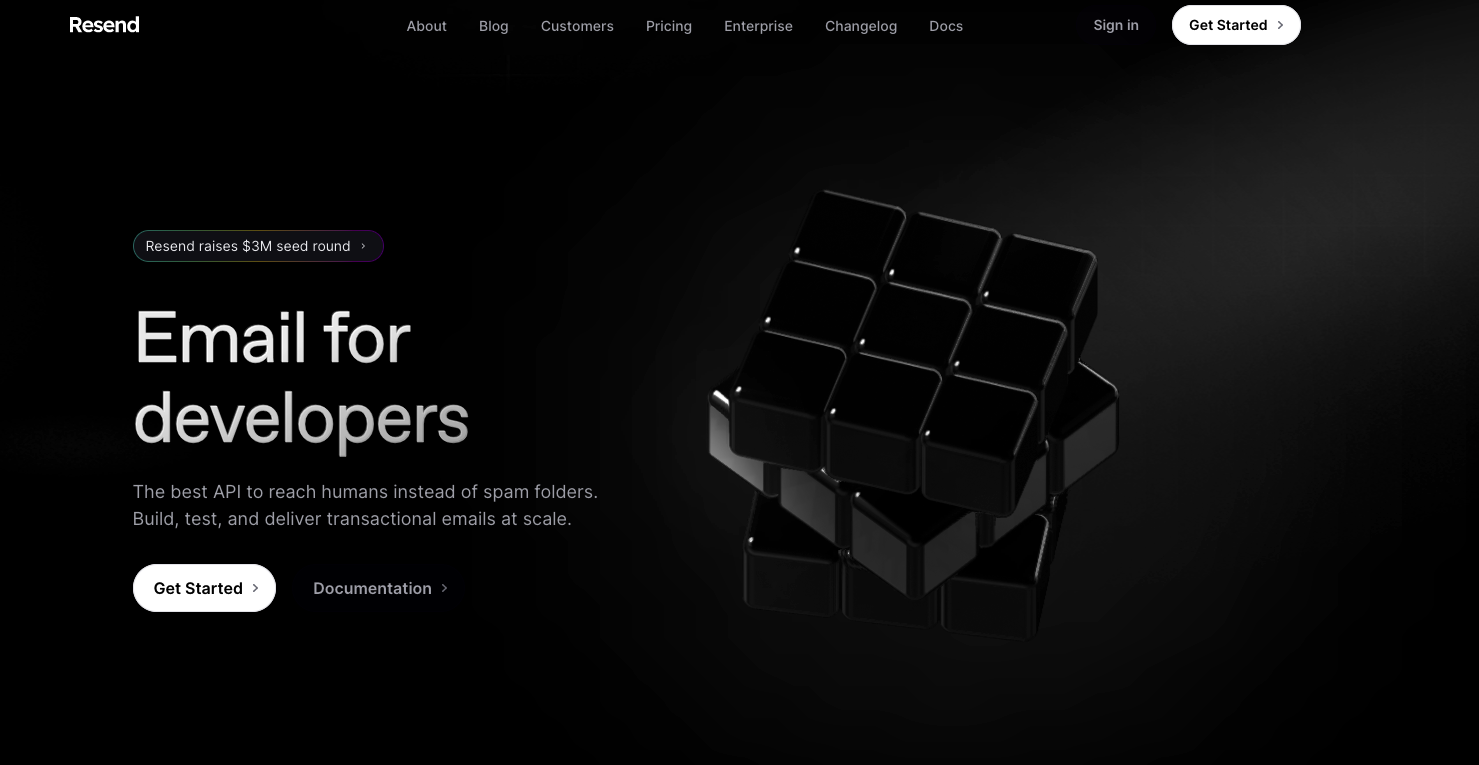 Resend
About
Blog
Customers
Pricing
Enterprise
Changelog
Docs
Sign in
Get Started
Resend raises $3M seed round
Email for
developers
The best API to reach humans instead of spam folders.
Build, test, and deliver transactional emails at scale.
Get Started
Documentation